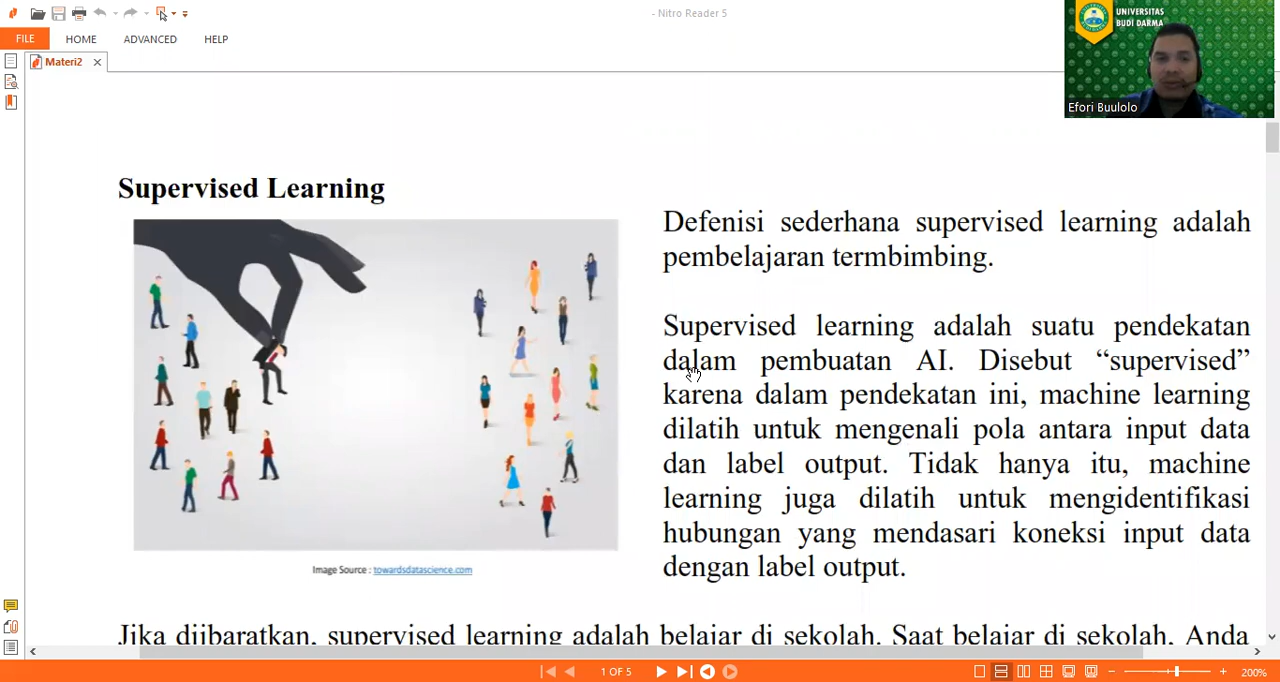 - Nitro Reader 5
FILE HOME ADVANCED HELP
Materi2
UNIVERSITAS
BUDI DARMA
Efori Buulolo
Supervised Learning
Defenisi sederhana supervised learning adalah
pembelajaran termbimbing.
Supervised learning adalah suatu pendekatan
dalam pembuatan AI. Disebut “supervised”
karena dalam pendekatan ini, machine learning
dilatih untuk mengenali pola antara input data
dan label output. Tidak hanya itu, machine
learning juga dilatih untuk mengidentifikasi
hubungan yang mendasari koneksi input data
dengan label output.
Image Source : towardsdatascience.com
Jika diibaratkan, supervised learning adalah belajar di sekolah. Saat belajar di sekolah, Anda
1 OF 5
200%